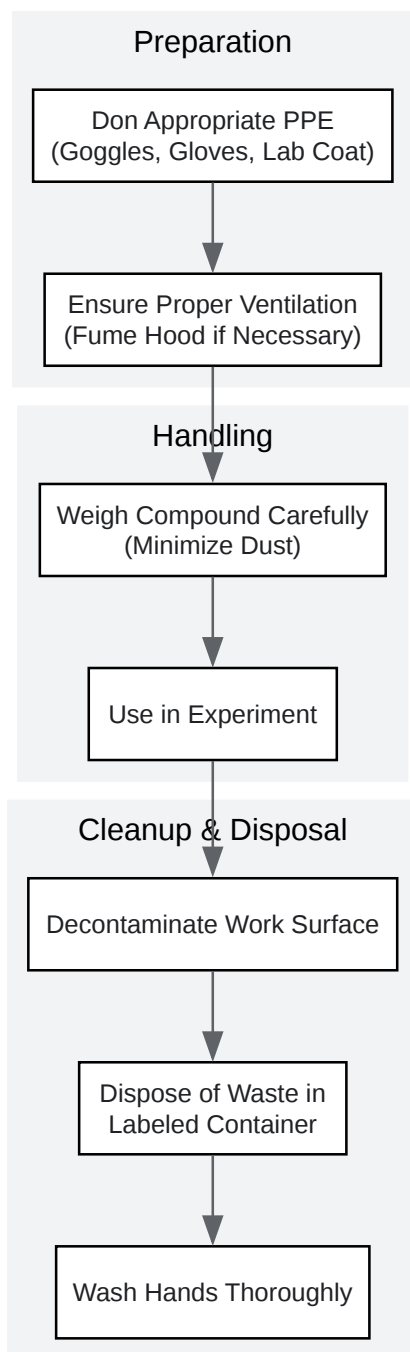 Preparation
Don Appropriate PPE
(Goggles, Gloves, Lab Coat)
Ensure Proper Ventilation
(Fume Hood if Necessary)
Handling
Weigh Compound Carefully
(Minimize Dust)
Use in Experiment
Cleanup & Disposal
Decontaminate Work Surface
Dispose of Waste in
Labeled Container
Wash Hands Thoroughly